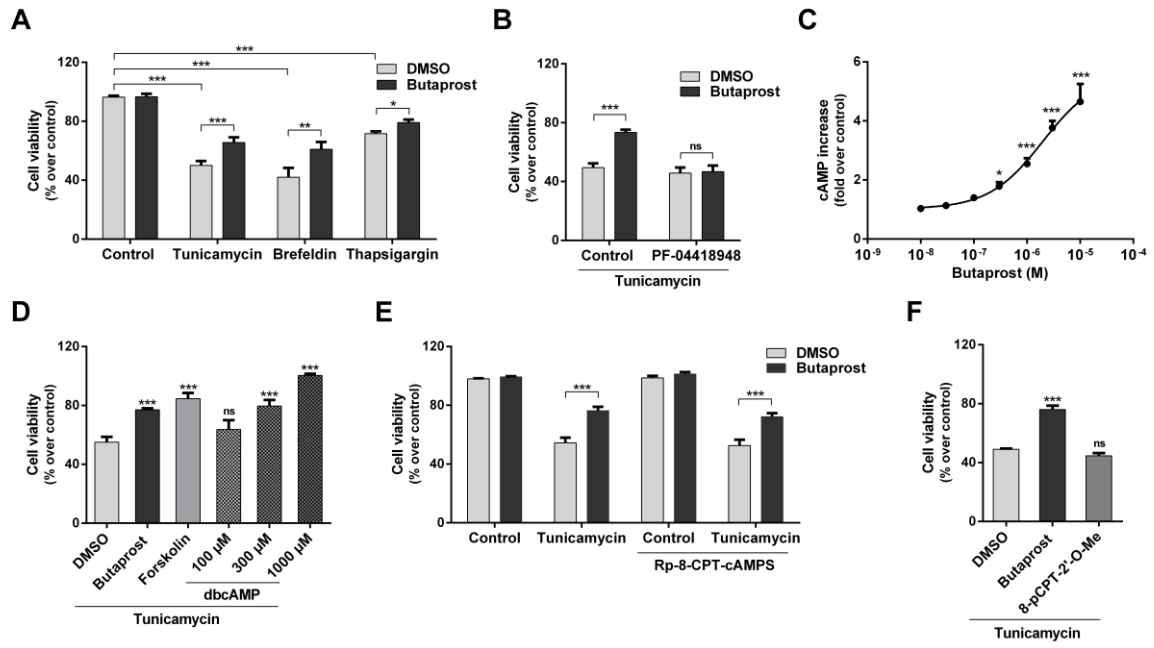 A
Cell viability
(% over control)
120
80
40
0
***
***
***
***
**
*
DMSO
Butaprost
Control
Tunicamycin
Brefeldin
Thapsigargin
B
Cell viability
(% over control)
120
80
40
0
***
ns
DMSO
Butaprost
Control
PF-04418948
Tunicamycin
C
cAMP increase
(fold over control)
6
4
2
0
*
***
***
***
10⁻⁹
10⁻⁸
10⁻⁷
10⁻⁶
10⁻⁵
10⁻⁴
Butaprost (M)
D
Cell viability
(% over control)
120
80
40
0
***
***
ns
***
***
DMSO
Butaprost
Forskolin
100 µM
300 µM
1000 µM
dbcAMP
Tunicamycin
E
Cell viability
(% over control)
120
80
40
0
***
***
DMSO
Butaprost
Control
Tunicamycin
Control
Tunicamycin
Rp-8-CPT-cAMPS
F
Cell viability
(% over control)
120
80
40
0
***
ns
DMSO
Butaprost
8-pCPT-2'-O-Me
Tunicamycin